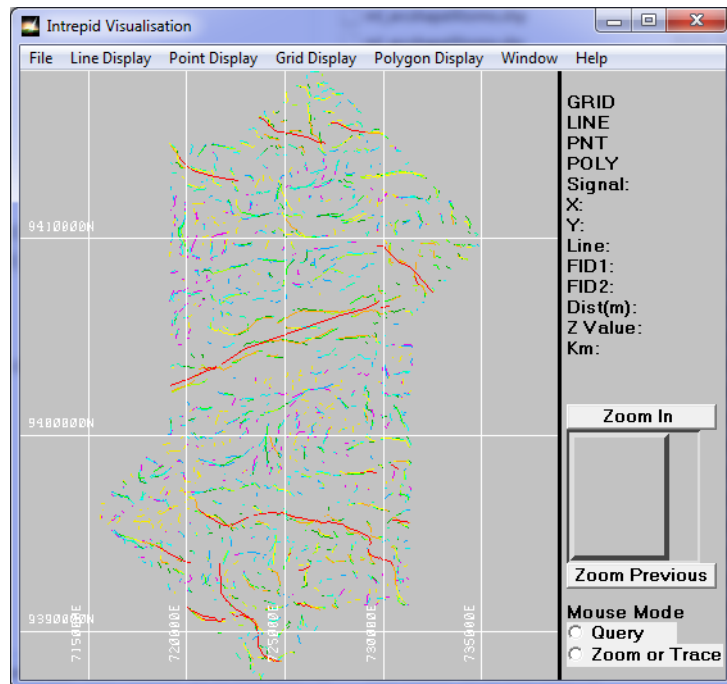 Intrepid Visualisation
File Line Display Point Display Grid Display Polygon Display Window Help
GRID
LINE
PNT
POLY
Signal:
X:
Y:
Line:
FID1:
FID2:
Dist(m):
Z Value:
Km:
9410000N
9400000N
9390000N
715000E
720000E
725000E
730000E
735000E
Zoom In
Zoom Previous
Mouse Mode
Query
Zoom or Trace